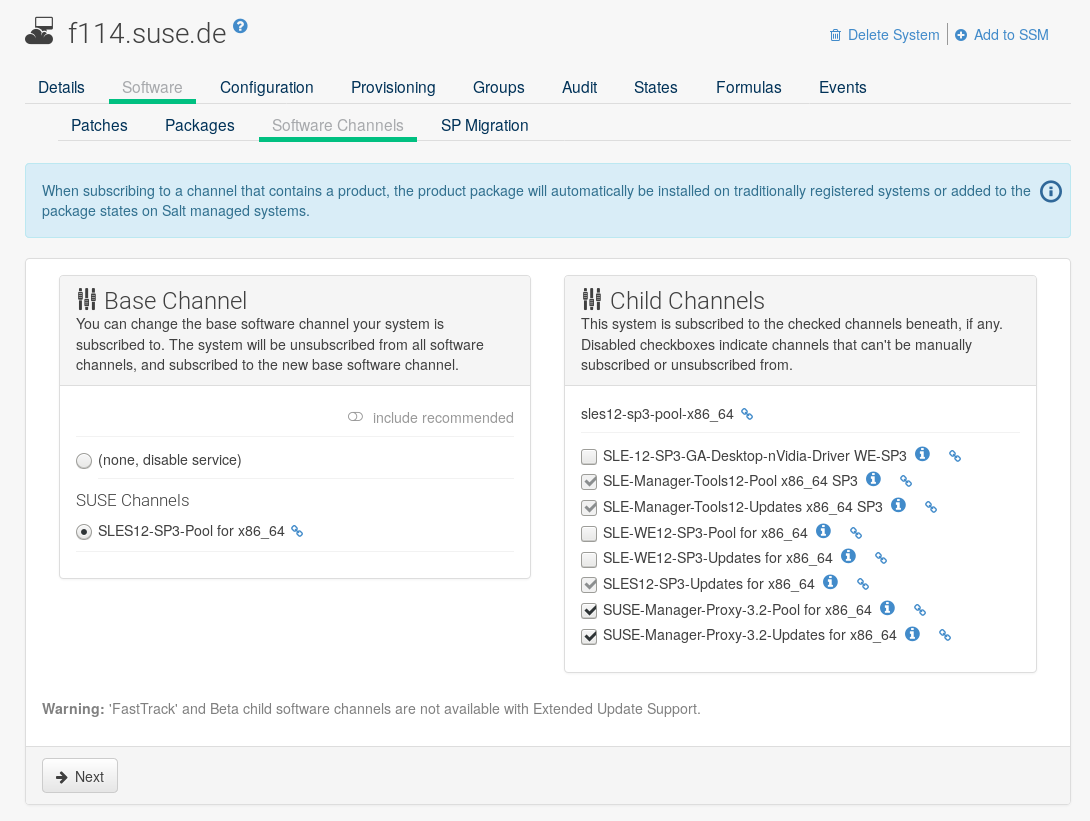 f114.suse.de
Delete System
Add to SSM
Details Software Configuration Provisioning Groups Audit States Formulas Events
Patches Packages Software Channels SP Migration
When subscribing to a channel that contains a product, the product package will automatically be installed on traditionally registered systems or added to the
package states on Salt managed systems.
Base Channel
You can change the base software channel your system is
subscribed to. The system will be unsubscribed from all software
channels, and subscribed to the new base software channel.
include recommended
(none, disable service)
SUSE Channels
SLES12-SP3-Pool for x86_64
Child Channels
This system is subscribed to the checked channels beneath, if any.
Disabled checkboxes indicate channels that can't be manually
subscribed or unsubscribed from.
sles12-sp3-pool-x86_64
SLE-12-SP3-GA-Desktop-nVidia-Driver WE-SP3
SLE-Manager-Tools12-Pool x86_64 SP3
SLE-Manager-Tools12-Updates x86_64 SP3
SLE-WE12-SP3-Pool for x86_64
SLE-WE12-SP3-Updates for x86_64
SLES12-SP3-Updates for x86_64
SUSE-Manager-Proxy-3.2-Pool for x86_64
SUSE-Manager-Proxy-3.2-Updates for x86_64
Warning: 'FastTrack' and Beta child software channels are not available with Extended Update Support.
Next